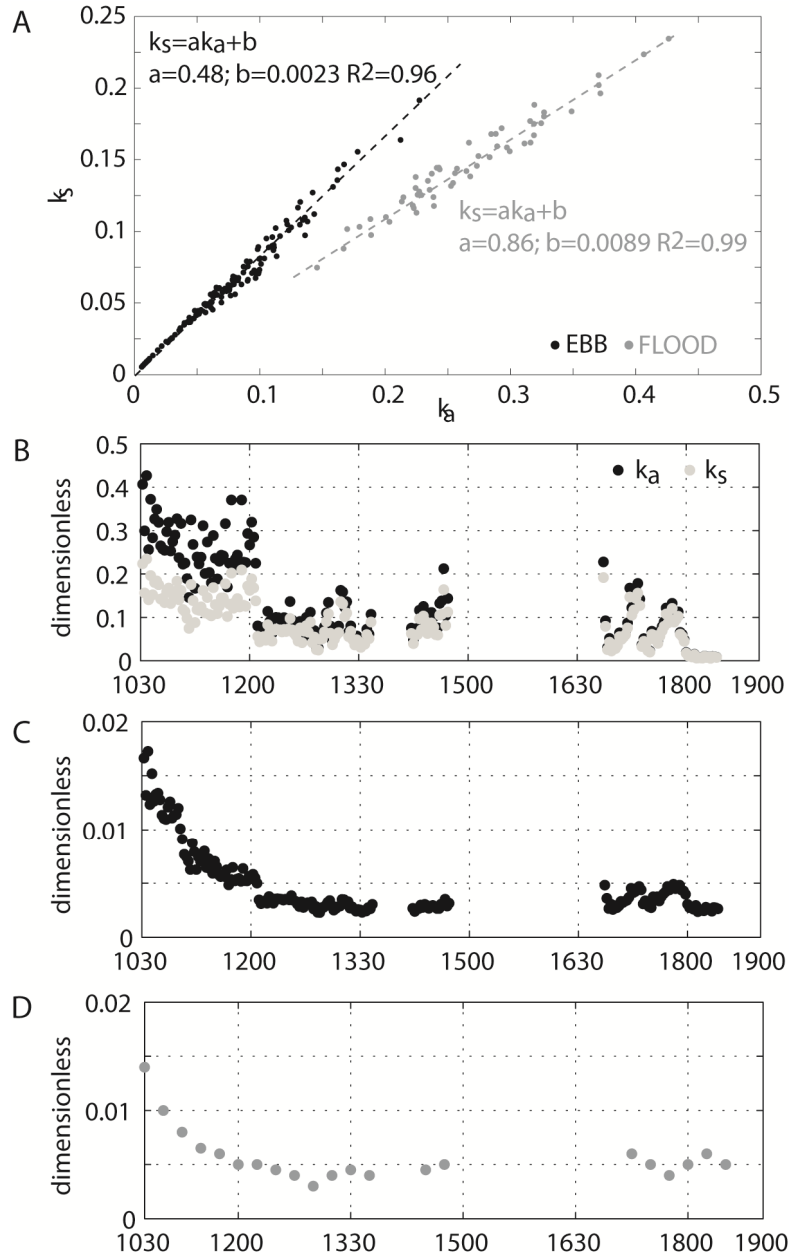 A
0.25
0.2
0.15
0.1
0.05
0
ks
ks=aka+b
a=0.48; b=0.0023 R2=0.96
ks=aka+b
a=0.86; b=0.0089 R2=0.99
EBB FLOOD
0 0.1 0.2 0.3 0.4 0.5
ka
B
0.5
0.4
0.3
0.2
0.1
0
dimensionless
ka ks
1030 1200 1330 1500 1630 1800 1900
C
0.02
0.01
0
dimensionless
1030 1200 1330 1500 1630 1800 1900
D
0.02
0.01
0
dimensionless
1030 1200 1330 1500 1630 1800 1900